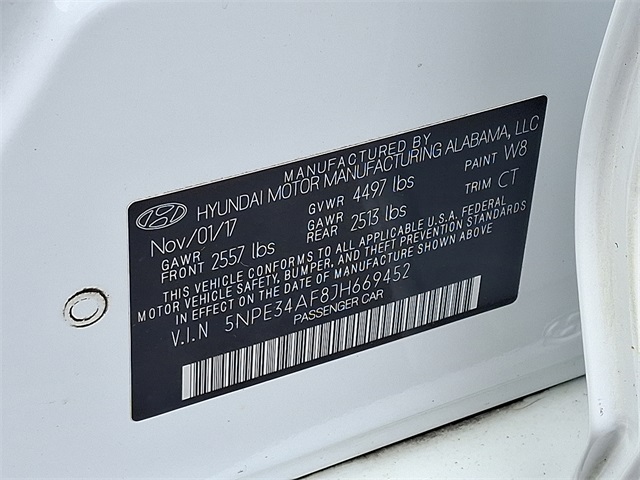 MANUFACTURED BY
HYUNDAI MOTOR MANUFACTURING ALABAMA, LLC
Nov/01/17 GVWR 4497 lbs PAINT W8
GAWR FRONT 2557 lbs GAWR REAR 2513 lbs TRIM CT
THIS VEHICLE CONFORMS TO ALL APPLICABLE U.S.A. FEDERAL
MOTOR VEHICLE SAFETY, BUMPER, AND THEFT PREVENTION STANDARDS
IN EFFECT ON THE DATE OF MANUFACTURE SHOWN ABOVE
V.I.N 5NPE34AF8JH669452
PASSENGER CAR